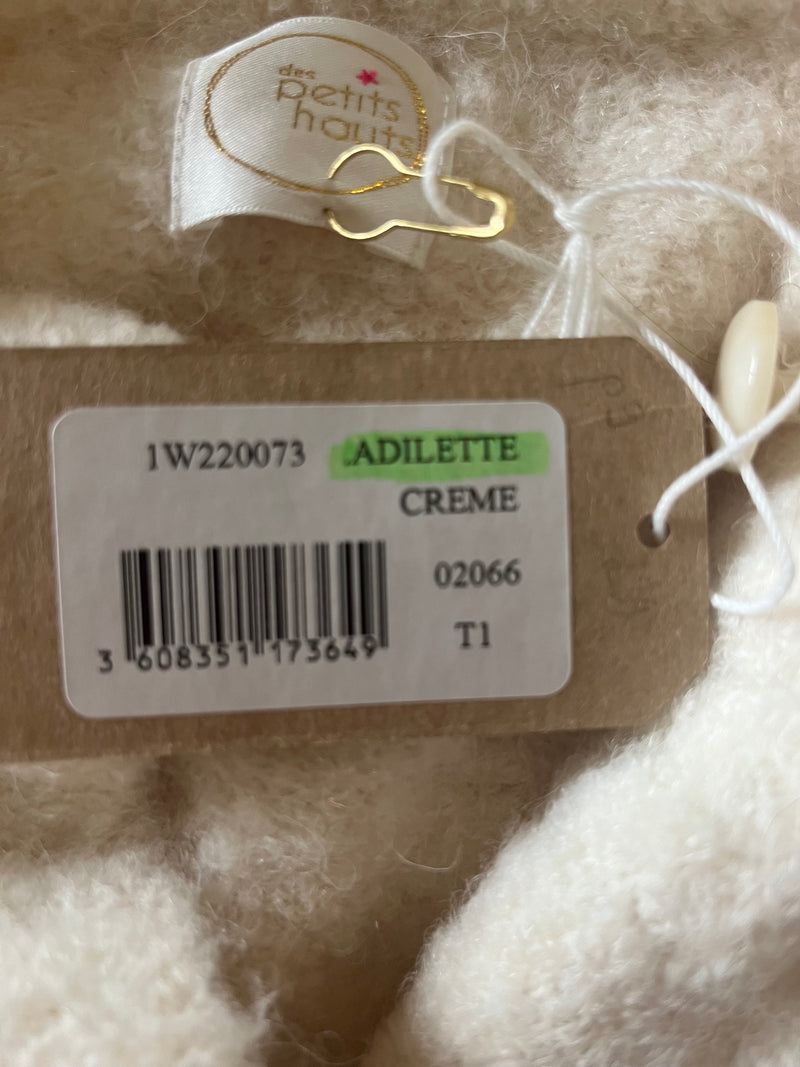 des
petits
hauts
1W220073 .ADILETTE
CREME
02066
T1
3 608351 173649